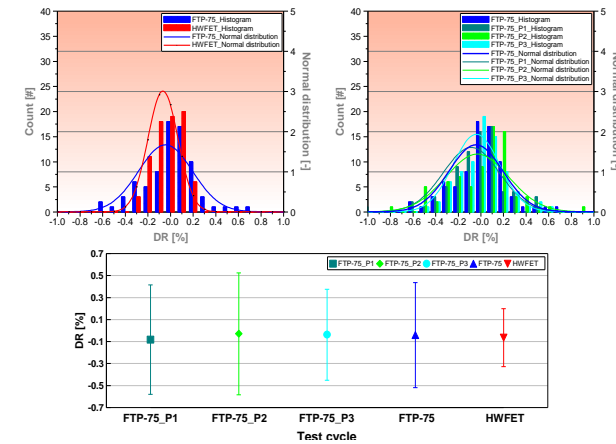 40
35
30
25
20
15
10
5
0
5
4
3
2
1
0
-1.0 -0.8 -0.6 -0.4 -0.2 -0.0 0.2 0.4 0.6 0.8 1.0
Count [#]
Normal distribution [-]
DR [%]
FTP-75_Histogram
HWFET_Histogram
FTP-75_Normal distribution
HWFET_Normal distribution
40
35
30
25
20
15
10
5
0
5
4
3
2
1
0
-1.0 -0.8 -0.6 -0.4 -0.2 -0.0 0.2 0.4 0.6 0.8 1.0
Count [#]
Normal distribution [-]
DR [%]
FTP-75_Histogram
FTP-75_P1_Histogram
FTP-75_P2_Histogram
FTP-75_P3_Histogram
FTP-75_Normal distribution
FTP-75_P1_Normal distribution
FTP-75_P2_Normal distribution
FTP-75_P3_Normal distribution
0.7
0.5
0.3
0.1
-0.1
-0.3
-0.5
-0.7
DR [%]
FTP-75_P1 FTP-75_P2 FTP-75_P3 FTP-75 HWFET
FTP-75_P1 FTP-75_P2 FTP-75_P3 FTP-75 HWFET
Test cycle